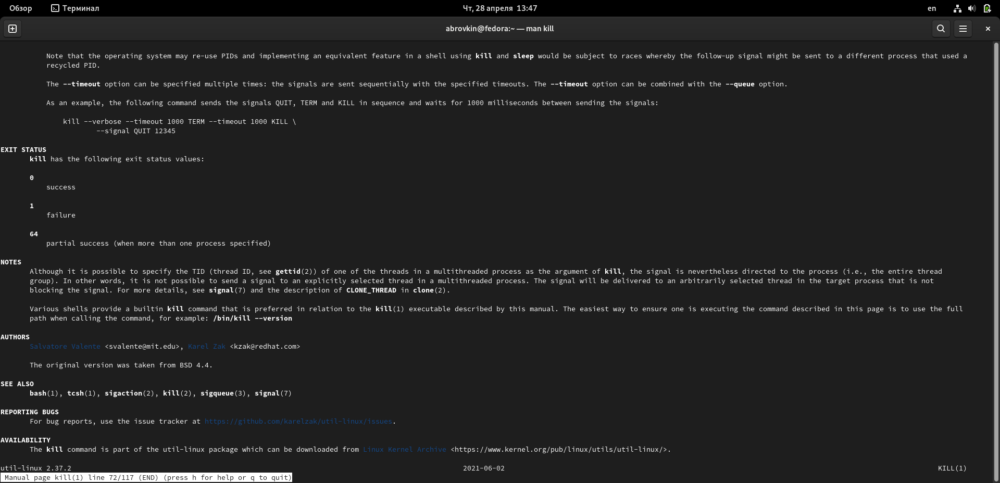 Обзор Терминал Чт, 28 апреля 13:47 en
abrovkin@fedora:~ — man kill
Note that the operating system may re-use PIDs and implementing an equivalent feature in a shell using kill and sleep would be subject to races whereby the follow-up signal might be sent to a different process that used a
recycled PID.
The --timeout option can be specified multiple times: the signals are sent sequentially with the specified timeouts. The --timeout option can be combined with the --queue option.
As an example, the following command sends the signals QUIT, TERM and KILL in sequence and waits for 1000 milliseconds between sending the signals:
kill --verbose --timeout 1000 TERM --timeout 1000 KILL \
--signal QUIT 12345
EXIT STATUS
kill has the following exit status values:
0
success
1
failure
64
partial success (when more than one process specified)
NOTES
Although it is possible to specify the TID (thread ID, see gettid(2)) of one of the threads in a multithreaded process as the argument of kill, the signal is nevertheless directed to the process (i.e., the entire thread
group). In other words, it is not possible to send a signal to an explicitly selected thread in a multithreaded process. The signal will be delivered to an arbitrarily selected thread in the target process that is not
blocking the signal. For more details, see signal(7) and the description of CLONE_THREAD in clone(2).
Various shells provide a builtin kill command that is preferred in relation to the kill(1) executable described by this manual. The easiest way to ensure one is executing the command described in this page is to use the full
path when calling the command, for example: /bin/kill --version
AUTHORS
Salvatore Valente <svalente@mit.edu>, Karel Zak <kzak@redhat.com>
The original version was taken from BSD 4.4.
SEE ALSO
bash(1), tcsh(1), sigaction(2), kill(2), sigqueue(3), signal(7)
REPORTING BUGS
For bug reports, use the issue tracker at https://github.com/karelzak/util-linux/issues.
AVAILABILITY
The kill command is part of the util-linux package which can be downloaded from Linux Kernel Archive <https://www.kernel.org/pub/linux/utils/util-linux/>.
util-linux 2.37.2 2021-06-02 KILL(1)
Manual page kill(1) line 72/117 (END) (press h for help or q to quit)